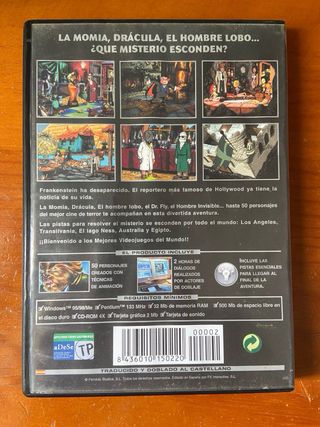 LA MOMIA, DRÁCULA, EL HOMBRE LOBO...
¿QUE MISTERIO ESCONDEN?
Frankenstein ha desaparecido. El reportero más famoso de Hollywood ya tiene la
noticia de su vida.
La Momia, Drácula, El hombre lobo, el Dr. Fly, el Hombre Invisible... hasta 50 personajes
del mejor cine de terror te acompañan en esta divertida aventura.
Las pistas para resolver el misterio se esconden por todo el mundo: Los Angeles,
Transilvania, El lago Ness, Australia y Egipto.
¡¡Bienvenido a los Mejores Videojuegos del Mundo!!
EL PRODUCTO INCLUYE
50 PERSONAJES
CREADOS CON
TÉCNICAS
DE ANIMACIÓN
2 HORAS DE
DIÁLOGOS
REALIZADOS
POR ACTORES
DE DOBLAJE
INCLUYE LAS
PISTAS ESENCIALES
PARA LLEGAR AL
FINAL DE LA
AVENTURA.
REQUISITOS MÍNIMOS
Windows 95/98/Me Pentium 133 MHz 32 Mb de memoria RAM 500 Mb de espacio libre en
el disco duro CD-ROM 4X Tarjeta gráfica 2 Mb Tarjeta de sonido
aDeSe
TP
00002
8 436010 150220
TRADUCIDO Y DOBLADO AL CASTELLANO